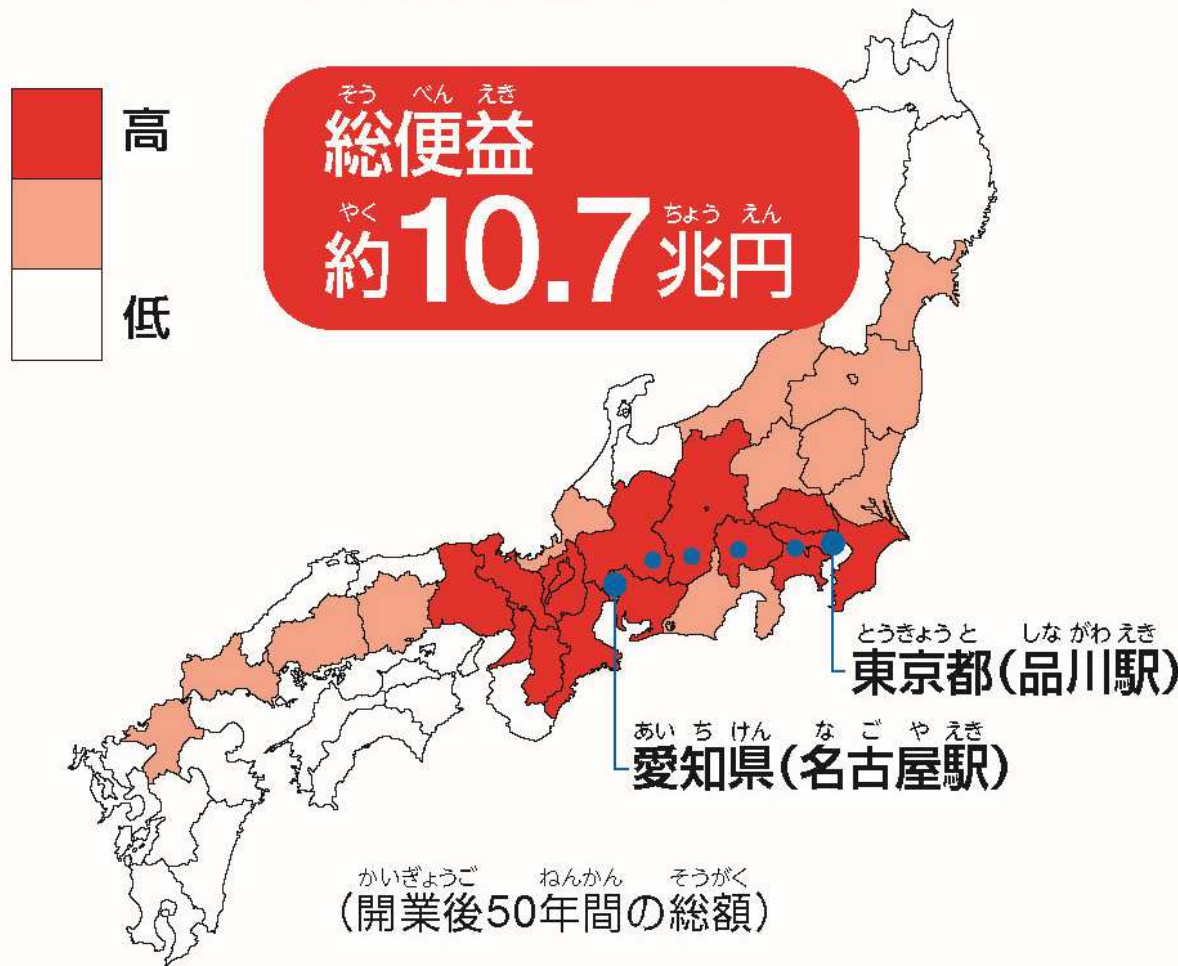 高
低
そう べん えき
総便益
やく ちょう えん
約10.7兆円
とうきょうと しながわえき
東京都(品川駅)
あいちけん なごやえき
愛知県(名古屋駅)
かいぎょうご ねんかん そうがく
(開業後50年間の総額)